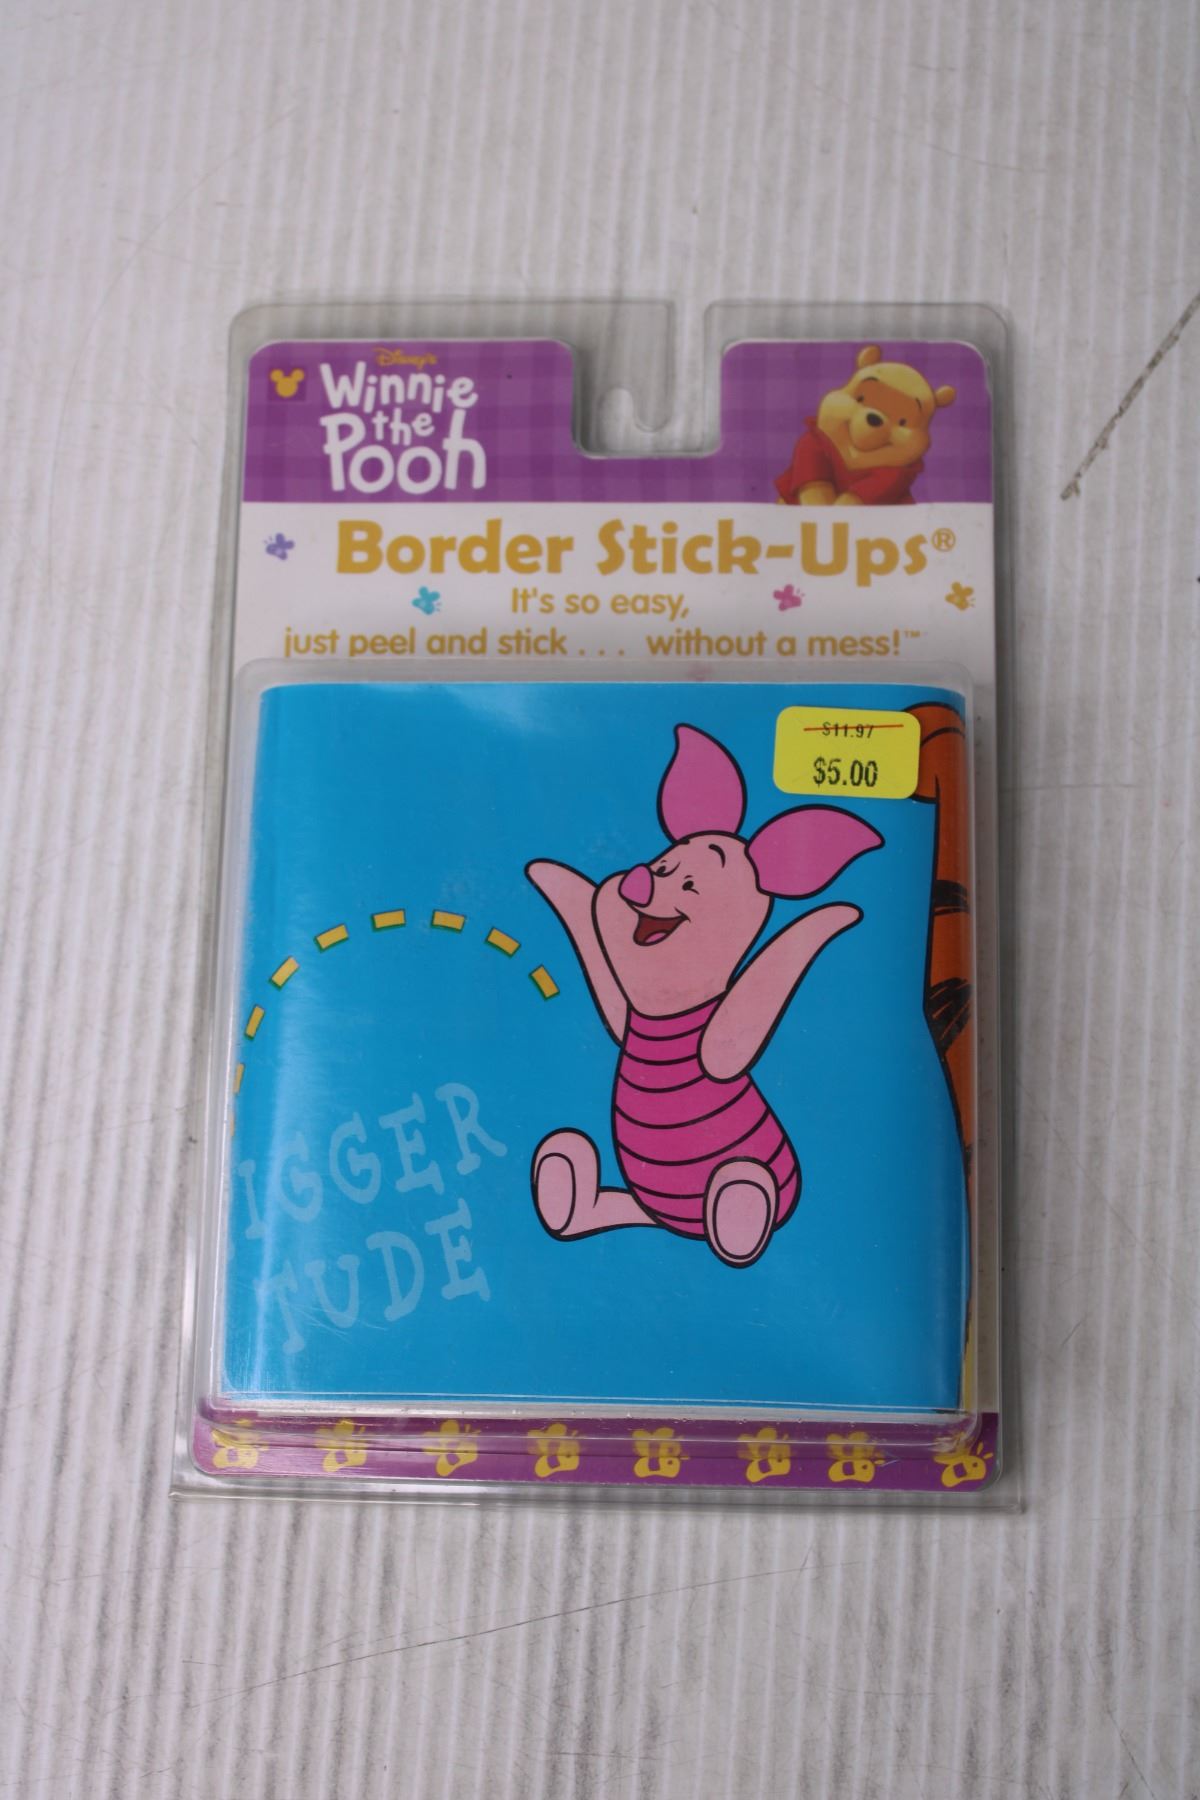 Disney's
Winnie
the
Pooh
Border Stick-Ups®
It's so easy,
just peel and stick . . . without a mess!™
$11.97
$5.00
IGGER
TUDE